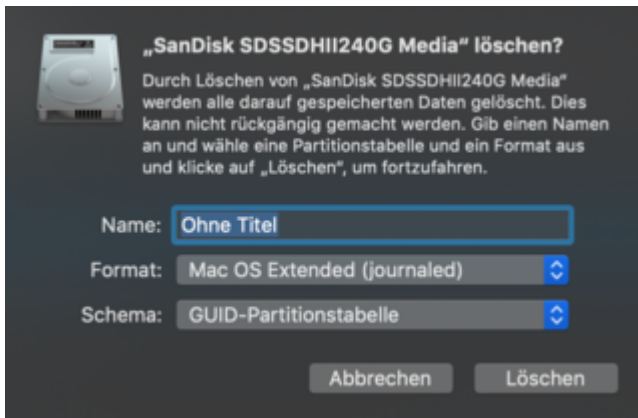 „SanDisk SDSSDHII240G Media“ löschen?
Durch Löschen von „SanDisk SDSSDHII240G Media“
werden alle darauf gespeicherten Daten gelöscht. Dies
kann nicht rückgängig gemacht werden. Gib einen Namen
an und wähle eine Partitionstabelle und ein Format aus
und klicke auf „Löschen“, um fortzufahren.
Name: Ohne Titel
Format: Mac OS Extended (journaled)
Schema: GUID-Partitionstabelle
Abbrechen Löschen